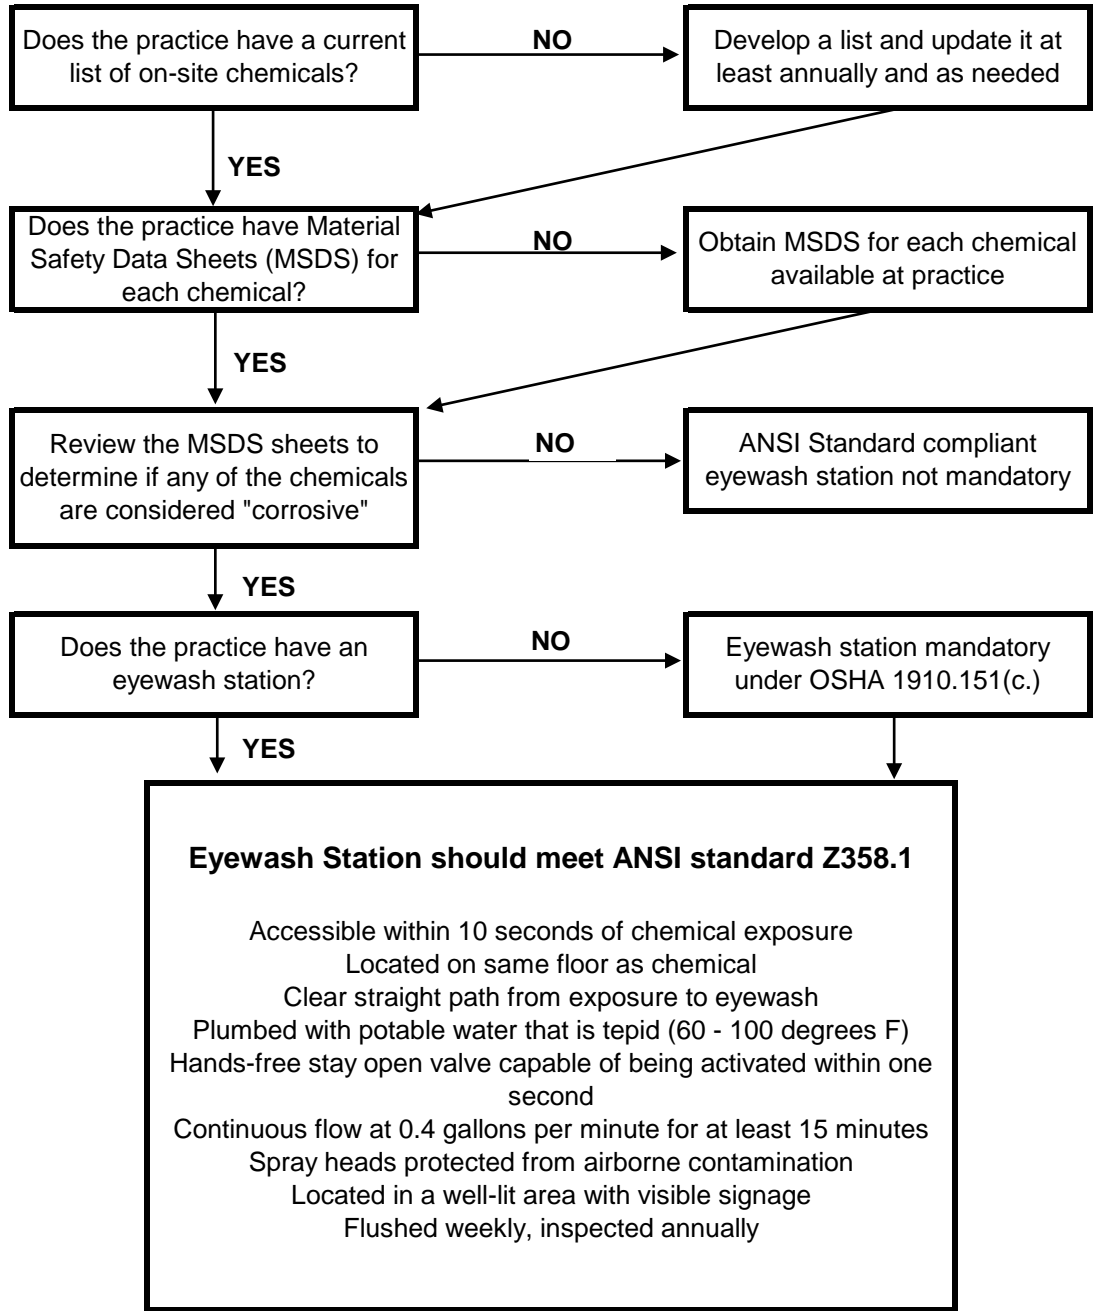 Does the practice have a current
list of on-site chemicals?
NO
Develop a list and update it at
least annually and as needed
YES
Does the practice have Material
Safety Data Sheets (MSDS) for
each chemical?
NO
Obtain MSDS for each chemical
available at practice
YES
Review the MSDS sheets to
determine if any of the chemicals
are considered "corrosive"
NO
ANSI Standard compliant
eyewash station not mandatory
YES
Does the practice have an
eyewash station?
NO
Eyewash station mandatory
under OSHA 1910.151(c.)
YES
Eyewash Station should meet ANSI standard Z358.1
Accessible within 10 seconds of chemical exposure
Located on same floor as chemical
Clear straight path from exposure to eyewash
Plumbed with potable water that is tepid (60 - 100 degrees F)
Hands-free stay open valve capable of being activated within one
second
Continuous flow at 0.4 gallons per minute for at least 15 minutes
Spray heads protected from airborne contamination
Located in a well-lit area with visible signage
Flushed weekly, inspected annually